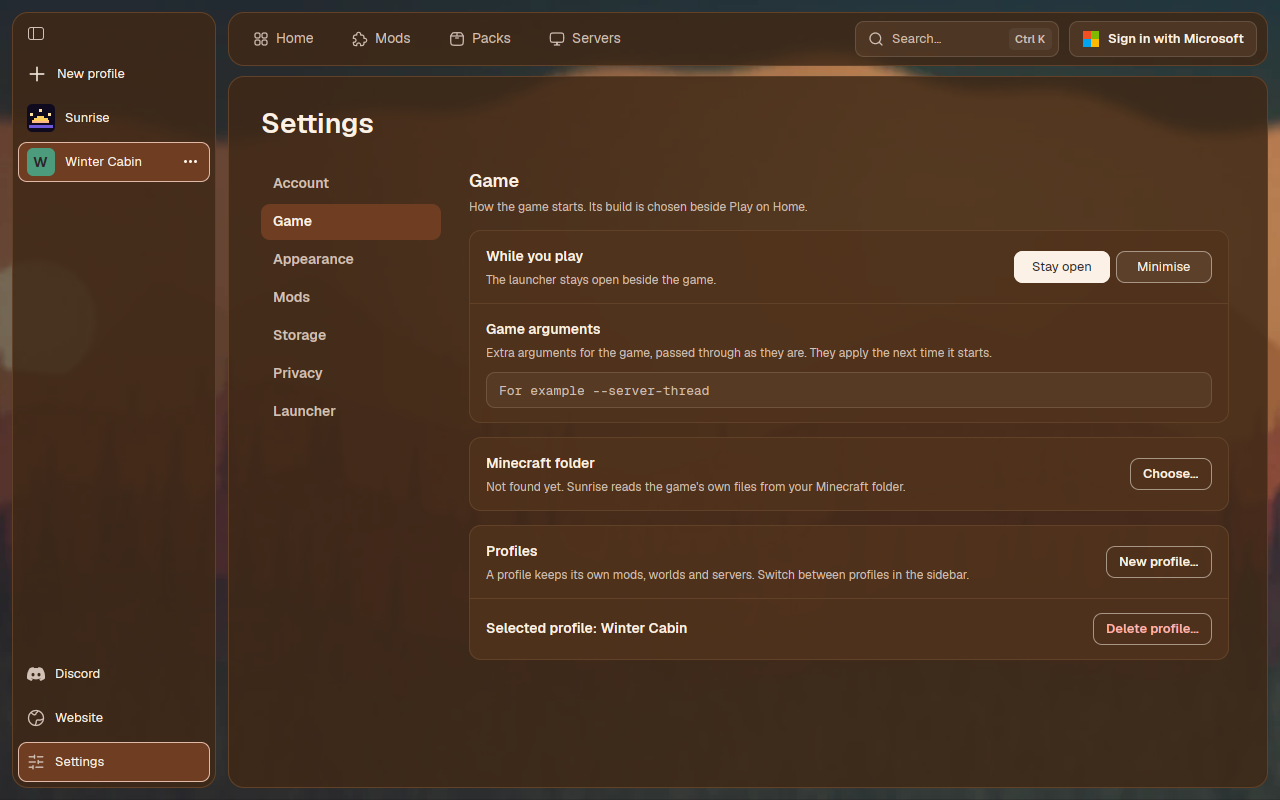 New profile
Sunrise
W
Winter Cabin
Discord
Website
Settings
Home
Mods
Packs
Servers
Search...
Ctrl K
Sign in with Microsoft
Settings
Account
Game
Appearance
Mods
Storage
Privacy
Launcher
Game
How the game starts. Its build is chosen beside Play on Home.
While you play
The launcher stays open beside the game.
Stay open
Minimise
Game arguments
Extra arguments for the game, passed through as they are. They apply the next time it starts.
For example --server-thread
Minecraft folder
Not found yet. Sunrise reads the game's own files from your Minecraft folder.
Choose...
Profiles
A profile keeps its own mods, worlds and servers. Switch between profiles in the sidebar.
New profile...
Selected profile: Winter Cabin
Delete profile...